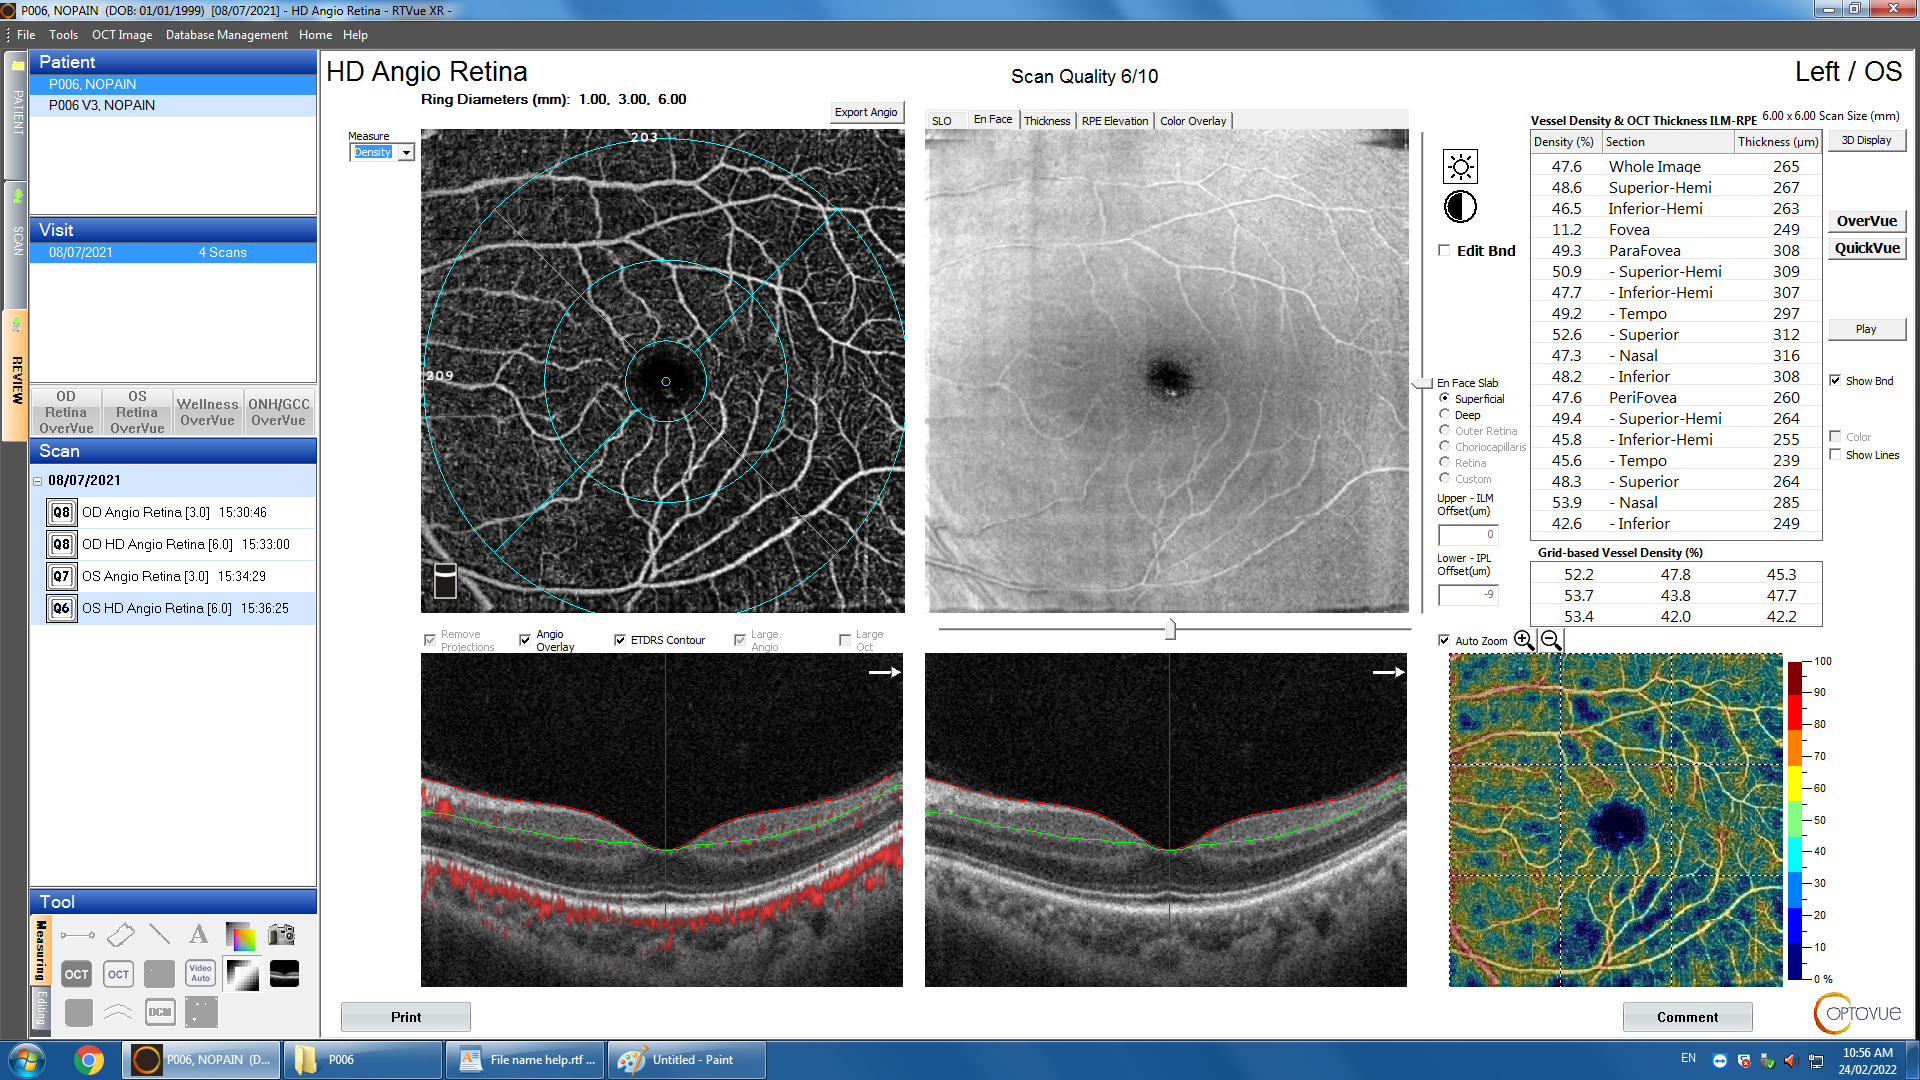 P006, NOPAIN  (DOB: 01/01/1999)  [08/07/2021] - HD Angio Retina - RTVue XR -
File  Tools  OCT Image  Database Management  Home  Help
PATIENT
SCAN
REVIEW
Patient
P006, NOPAIN
P006 V3, NOPAIN
Visit
08/07/2021  4 Scans
OD Retina OverVue
OS Retina OverVue
Wellness OverVue
ONH/GCC OverVue
Scan
08/07/2021
Q8  OD Angio Retina [3.0]  15:30:46
Q8  OD HD Angio Retina [6.0]  15:33:00
Q7  OS Angio Retina [3.0]  15:34:29
Q6  OS HD Angio Retina [6.0]  15:36:25
Tool
Measuring
Editing
A
OCT  OCT  Video Auto
DCM
HD Angio Retina
Scan Quality 6/10
Left / OS
Ring Diameters (mm):  1.00,  3.00,  6.00
Export Angio
Measure
Density
203
209
SLO  En Face  Thickness  RPE Elevation  Color Overlay
Edit Bnd
En Face Slab
Superficial
Deep
Outer Retina
Choriocapillaris
Retina
Custom
Upper - ILM
Offset(um)
0
Lower - IPL
Offset(um)
-9
Vessel Density & OCT Thickness ILM-RPE  6.00 x 6.00 Scan Size (mm)
Density (%)  Section  Thickness (μm)
47.6  Whole Image  265
48.6  Superior-Hemi  267
46.5  Inferior-Hemi  263
11.2  Fovea  249
49.3  ParaFovea  308
50.9  - Superior-Hemi  309
47.7  - Inferior-Hemi  307
49.2  - Tempo  297
52.6  - Superior  312
47.3  - Nasal  316
48.2  - Inferior  308
47.6  PeriFovea  260
49.4  - Superior-Hemi  264
45.8  - Inferior-Hemi  255
45.6  - Tempo  239
48.3  - Superior  264
53.9  - Nasal  285
42.6  - Inferior  249
Grid-based Vessel Density (%)
52.2  47.8  45.3
53.7  43.8  47.7
53.4  42.0  42.2
3D Display
OverVue
QuickVue
Play
Show Bnd
Color
Show Lines
Remove Projections
Angio Overlay
ETDRS Contour
Large Angio
Large Oct
Auto Zoom
100
90
80
70
60
50
40
30
20
10
0 %
Print
Comment
OPTOVUE
P006, NOPAIN  (D...
P006
File name help.rtf ...
Untitled - Paint
EN
10:56 AM
24/02/2022